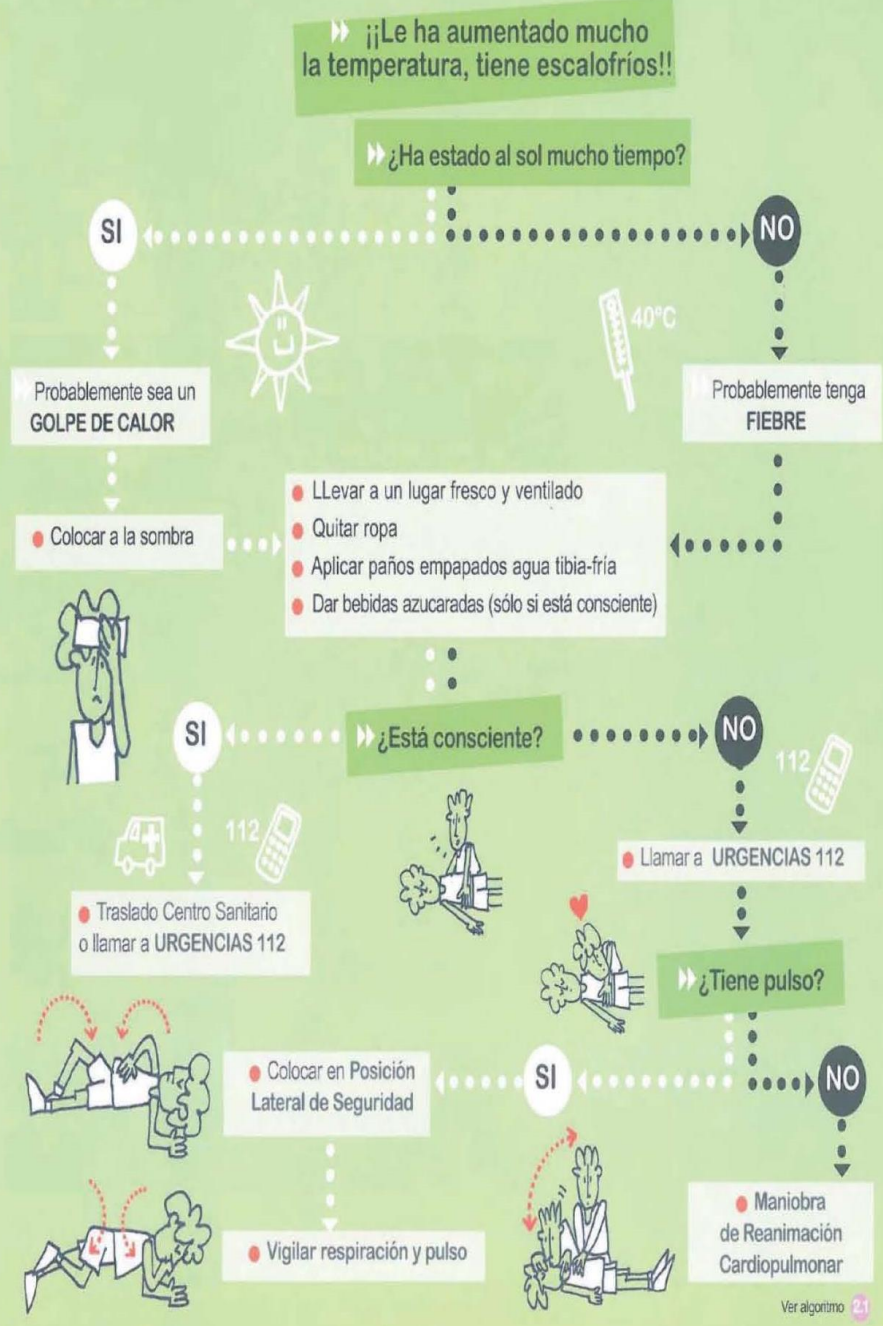 ¡¡Le ha aumentado mucho
la temperatura, tiene escalofríos!!
¿Ha estado al sol mucho tiempo?
SI
NO
40ºC
Probablemente sea un
GOLPE DE CALOR
Probablemente tenga
FIEBRE
Colocar a la sombra
LLevar a un lugar fresco y ventilado
Quitar ropa
Aplicar paños empapados agua tibia-fría
Dar bebidas azucaradas (sólo si está consciente)
¿Está consciente?
SI
NO
112
112
Traslado Centro Sanitario
o llamar a URGENCIAS 112
Llamar a URGENCIAS 112
¿Tiene pulso?
SI
NO
Colocar en Posición
Lateral de Seguridad
Vigilar respiración y pulso
Maniobra
de Reanimación
Cardiopulmonar
Ver algoritmo 2.1